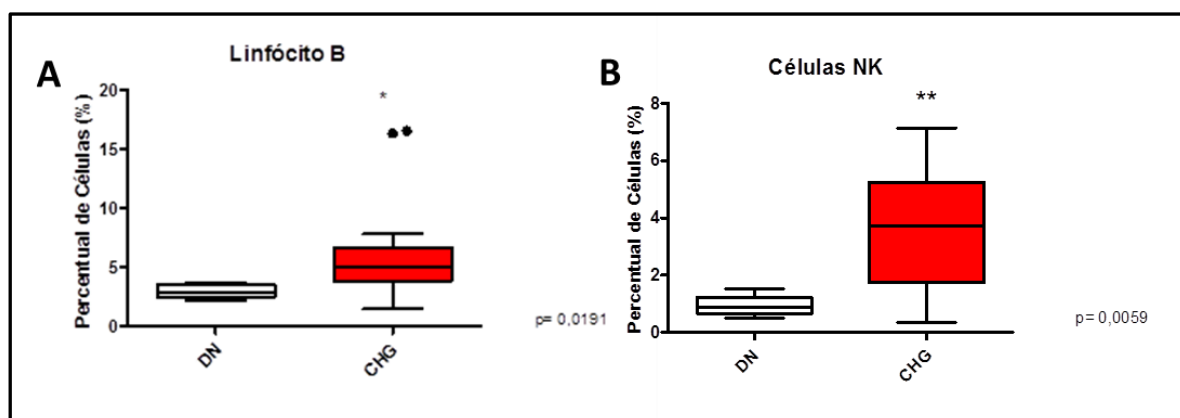 A
Linfócito B
Percentual de Células (%)
20
15
10
5
0
*
DN
CHG
p= 0,0191
B
Células NK
Percentual de Células (%)
8
6
4
2
0
**
DN
CHG
p= 0,0059